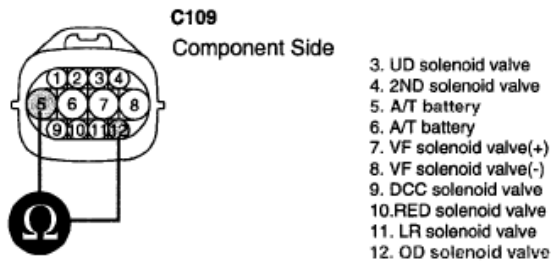 C109
Component Side
1 2 3 4
5 6 7 8
9 10 11 12
Ω
3. UD solenoid valve
4. 2ND solenoid valve
5. A/T battery
6. A/T battery
7. VF solenoid valve(+)
8. VF solenoid valve(-)
9. DCC solenoid valve
10.RED solenoid valve
11. LR solenoid valve
12. OD solenoid valve